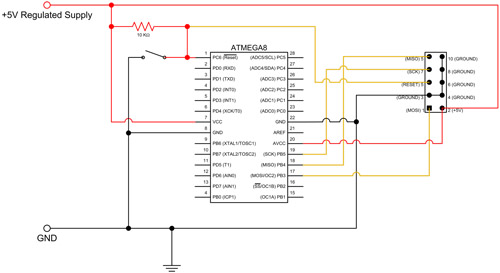 +5V Regulated Supply
10 KΩ
ATMEGA8
1 PC6 (Reset) (ADC5/SCL) PC5 28
2 PD0 (RXD) (ADC4/SDA) PC4 27
3 PD1 (TXD) (ADC3) PC3 26
4 PD2 (INT0) (ADC2) PC2 25
5 PD3 (INT1) (ADC1) PC1 24
6 PD4 (XCK/T0) (ADC0) PC0 23
7 VCC GND 22
8 GND AREF 21
9 PB6 (XTAL1/TOSC1) AVCC 20
10 PB7 (XTAL2/TOSC2) (SCK) PB5 19
11 PD5 (T1) (MISO) PB4 18
12 PD6 (AIN0) (MOSI/OC2) PB3 17
13 PD7 (AIN1) (SS/OC1B) PB2 16
14 PB0 (ICP1) (OC1A) PB1 15
(MISO) 9 10 (GROUND)
(SCK) 7 8 (GROUND)
(RESET) 5 6 (GROUND)
(GROUND) 3 4 (GROUND)
(MOSI) 1 2 (+5V)
GND